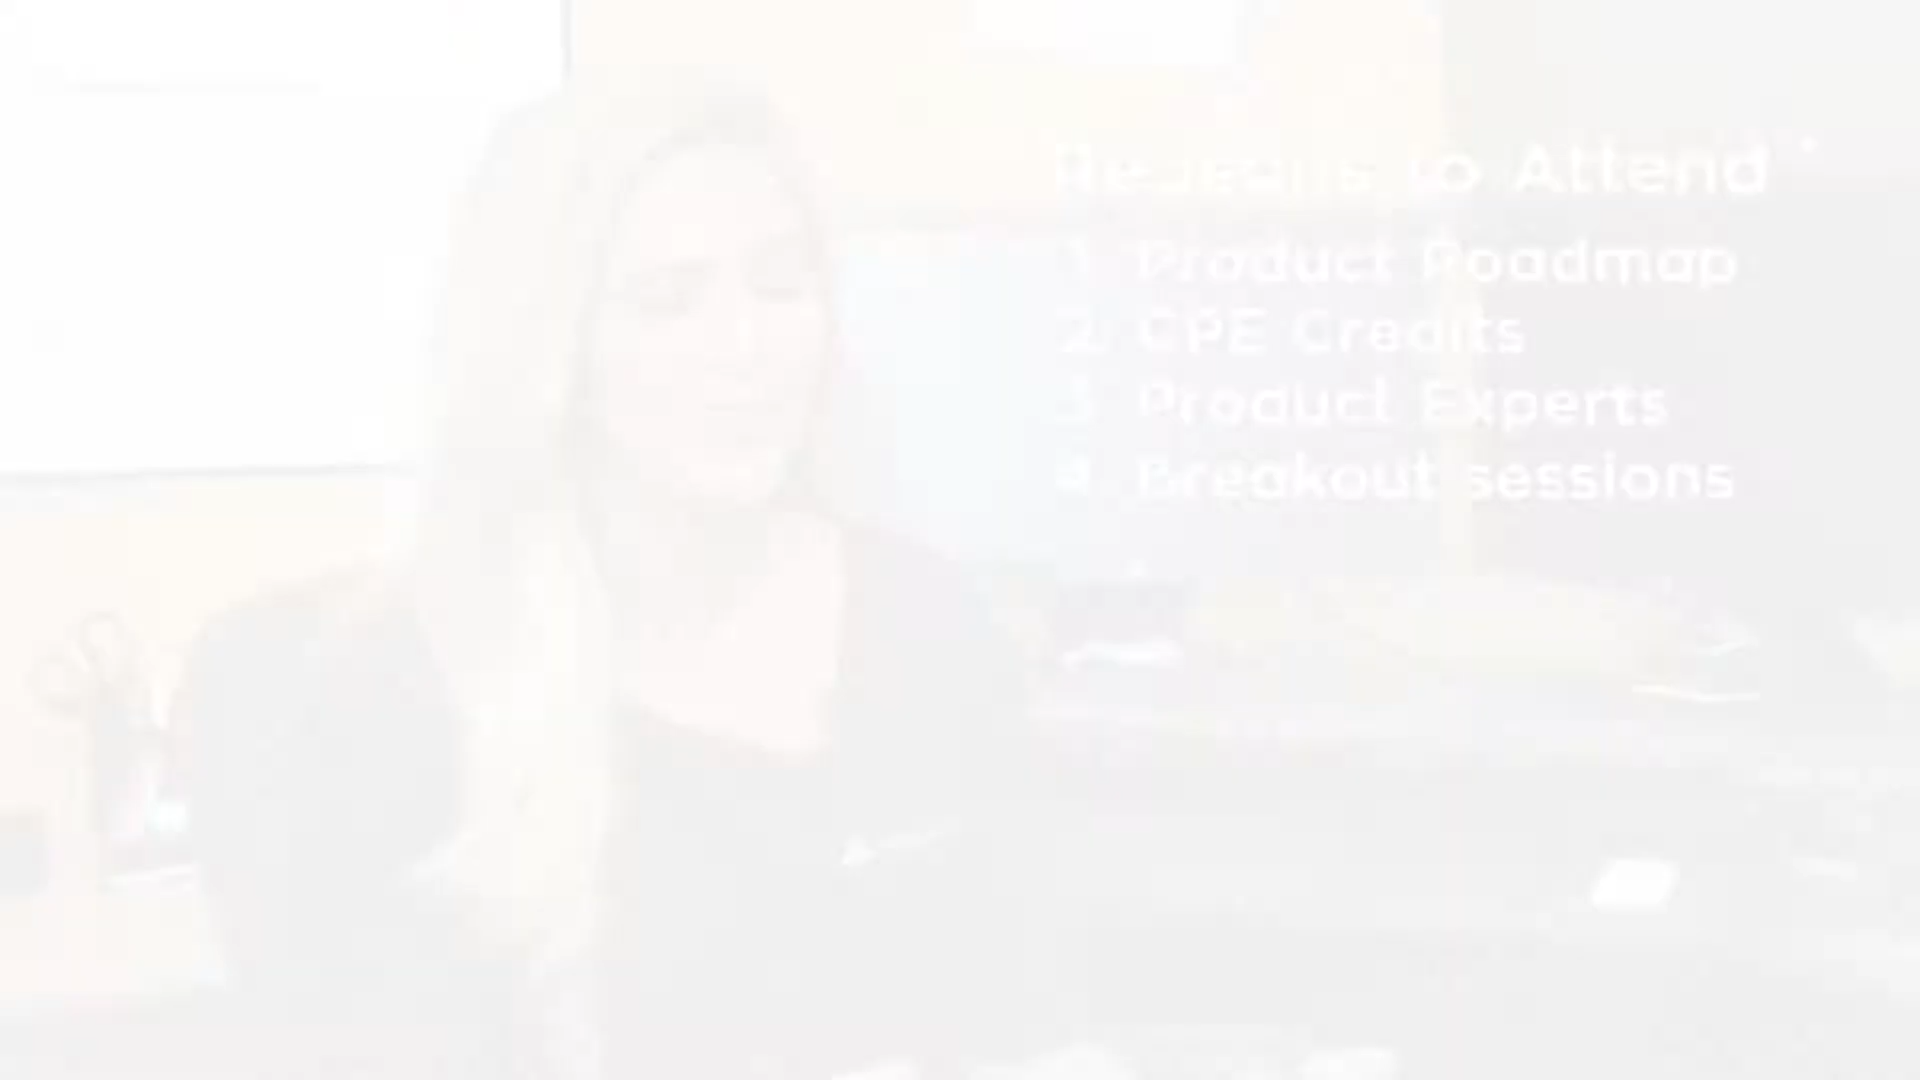 Reasons to Attend
1. Product Roadmap
2. CPE Credits
3. Product Experts
4. Breakout sessions